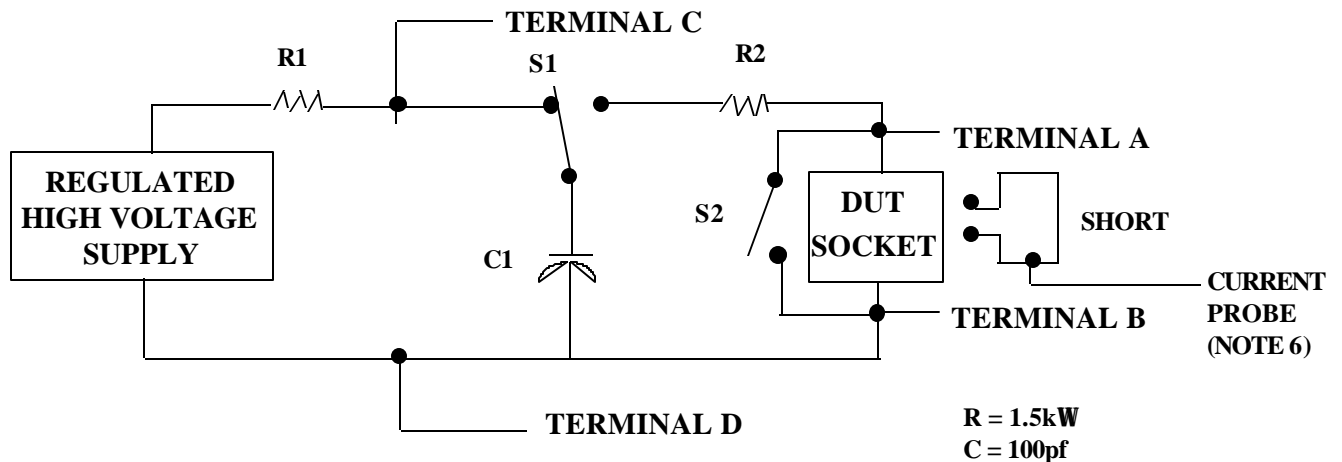 TERMINAL C
R1
S1
R2
TERMINAL A
REGULATED
HIGH VOLTAGE
SUPPLY
DUT
SOCKET
S2
SHORT
C1
CURRENT
PROBE
(NOTE 6)
TERMINAL B
TERMINAL D
R = 1.5kW
C = 100pf